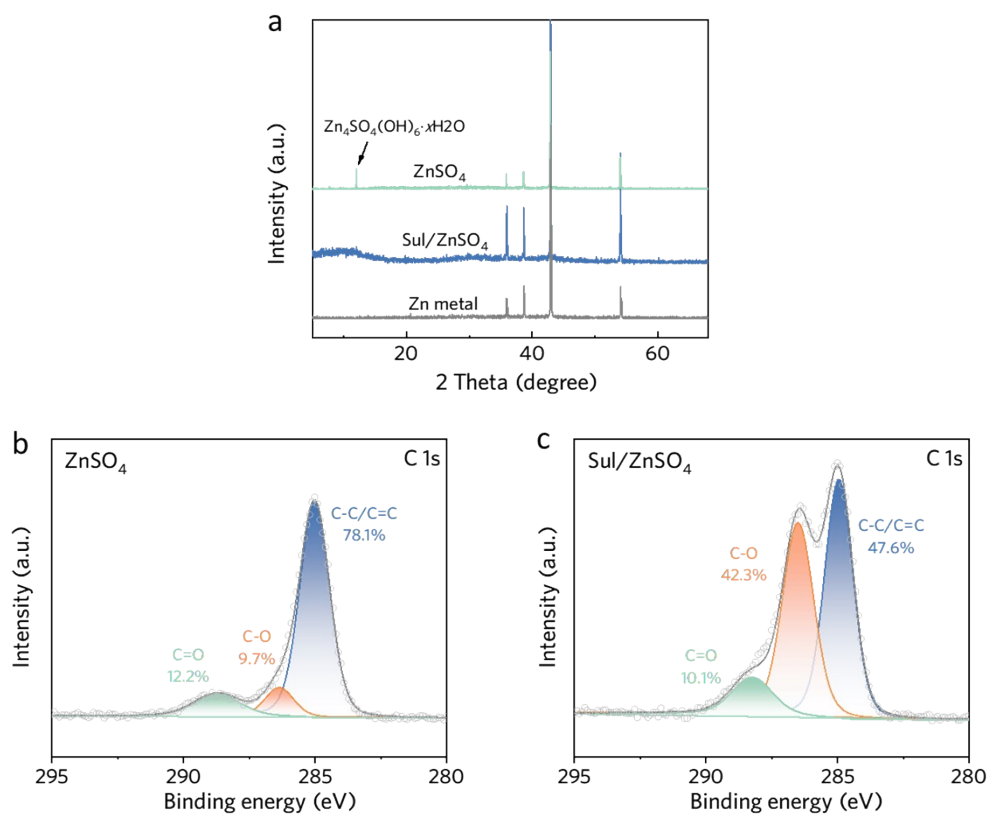 a
Intensity (a.u.)
Zn₄SO₄(OH)₆·xH2O
ZnSO₄
Sul/ZnSO₄
Zn metal
20 40 60
2 Theta (degree)
b
ZnSO₄ C 1s
C-C/C=C
78.1%
C-O
9.7%
C=O
12.2%
Intensity (a.u.)
295 290 285 280
Binding energy (eV)
c
Sul/ZnSO₄ C 1s
C-C/C=C
47.6%
C-O
42.3%
C=O
10.1%
Intensity (a.u.)
295 290 285 280
Binding energy (eV)